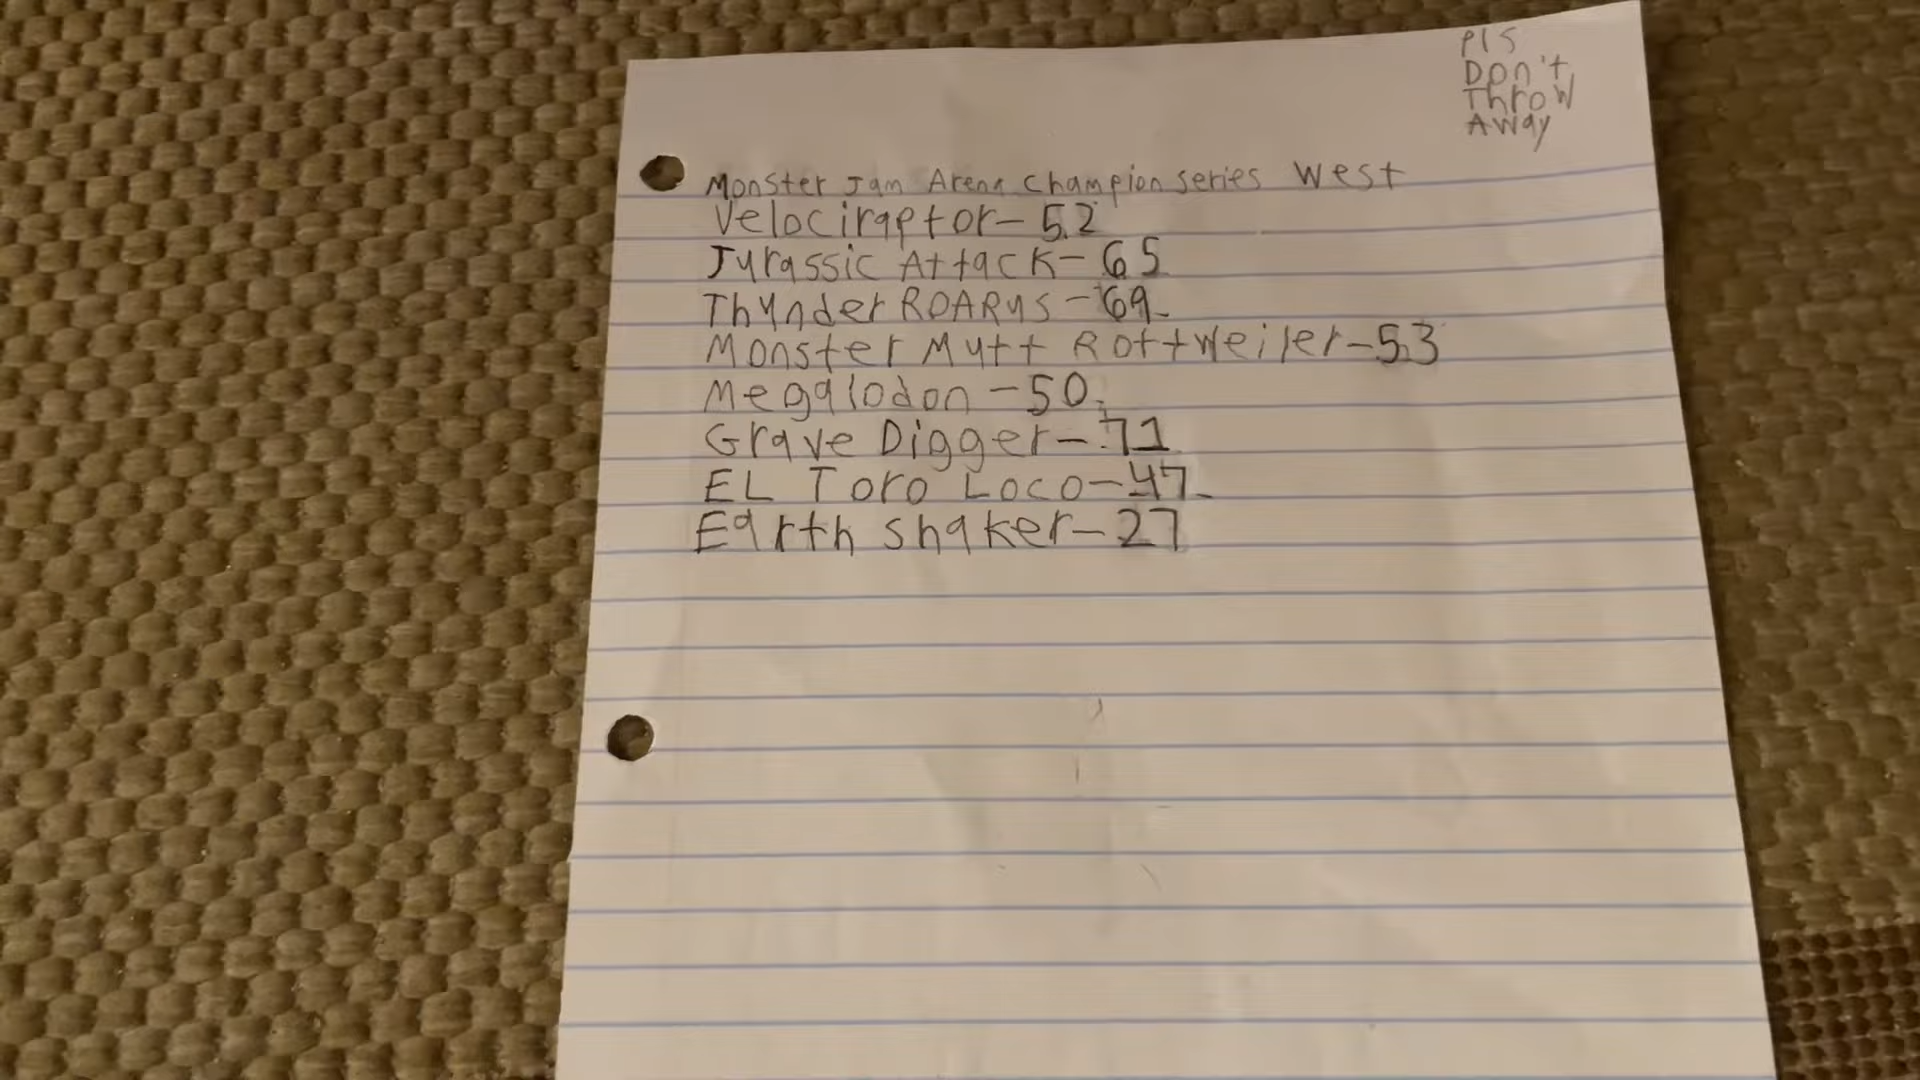 Pls
Don't
Throw
Away
Monster Jam Arena Champion series West
Velociraptor-52
Jurassic Attack-65
Thunder ROARus-69
Monster Mutt Rottweiler-53
Megalodon-50
Grave Digger-71
EL Toro Loco-47
Earth shaker-27